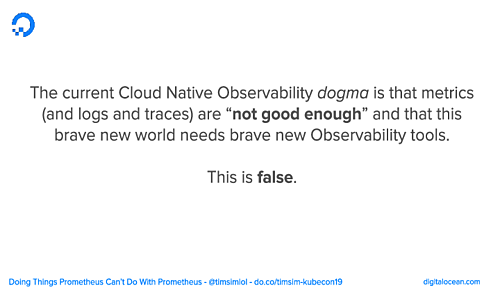 The current Cloud Native Observability dogma is that metrics
(and logs and traces) are “not good enough” and that this
brave new world needs brave new Observability tools.
This is false.
Doing Things Prometheus Can't Do With Prometheus - @timsimlol - do.co/timsim-kubecon19
digitalocean.com